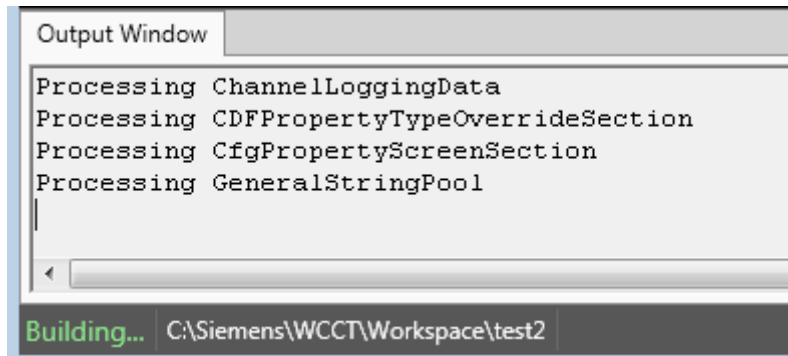 Output Window
Processing ChannelLoggingData
Processing CDFPropertyTypeOverrideSection
Processing CfgPropertyScreenSection
Processing GeneralStringPool
Building... C:\Siemens\WCCT\Workspace\test2